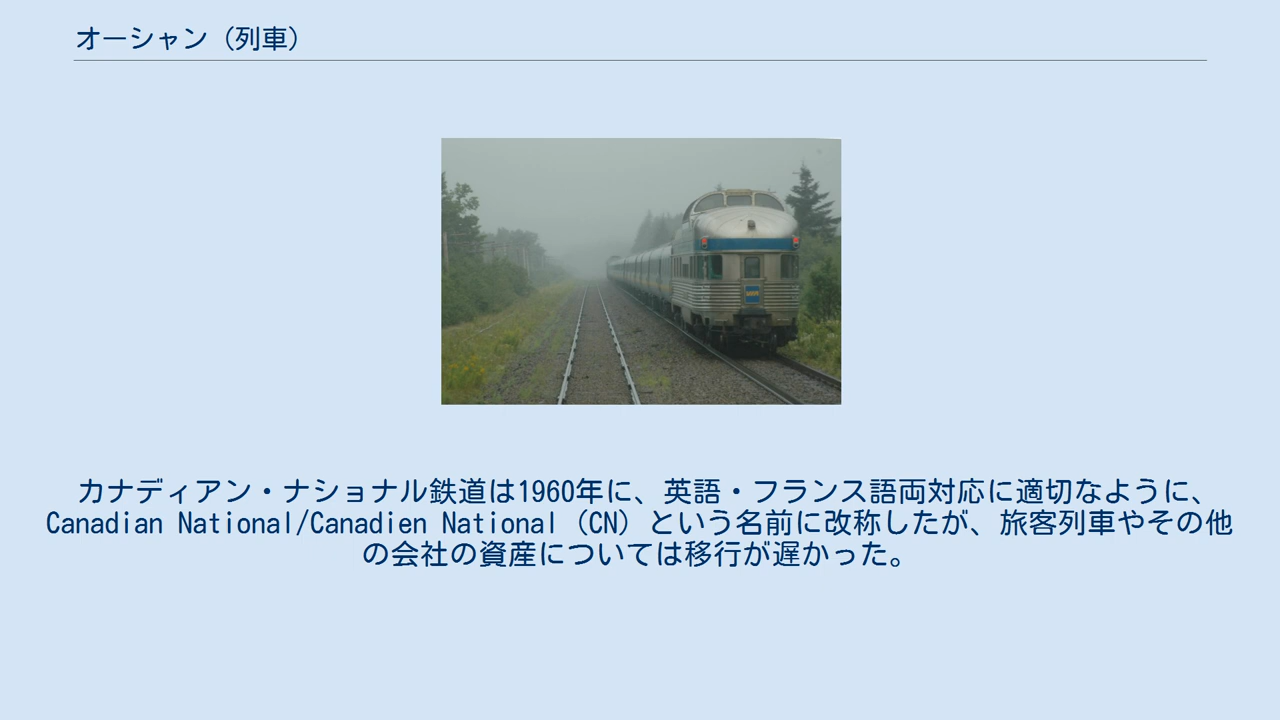 オーシャン（列車）
カナディアン・ナショナル鉄道は1960年に、英語・フランス語両対応に適切なように、
Canadian National/Canadien National（CN）という名前に改称したが、旅客列車やその他
の会社の資産については移行が遅かった。